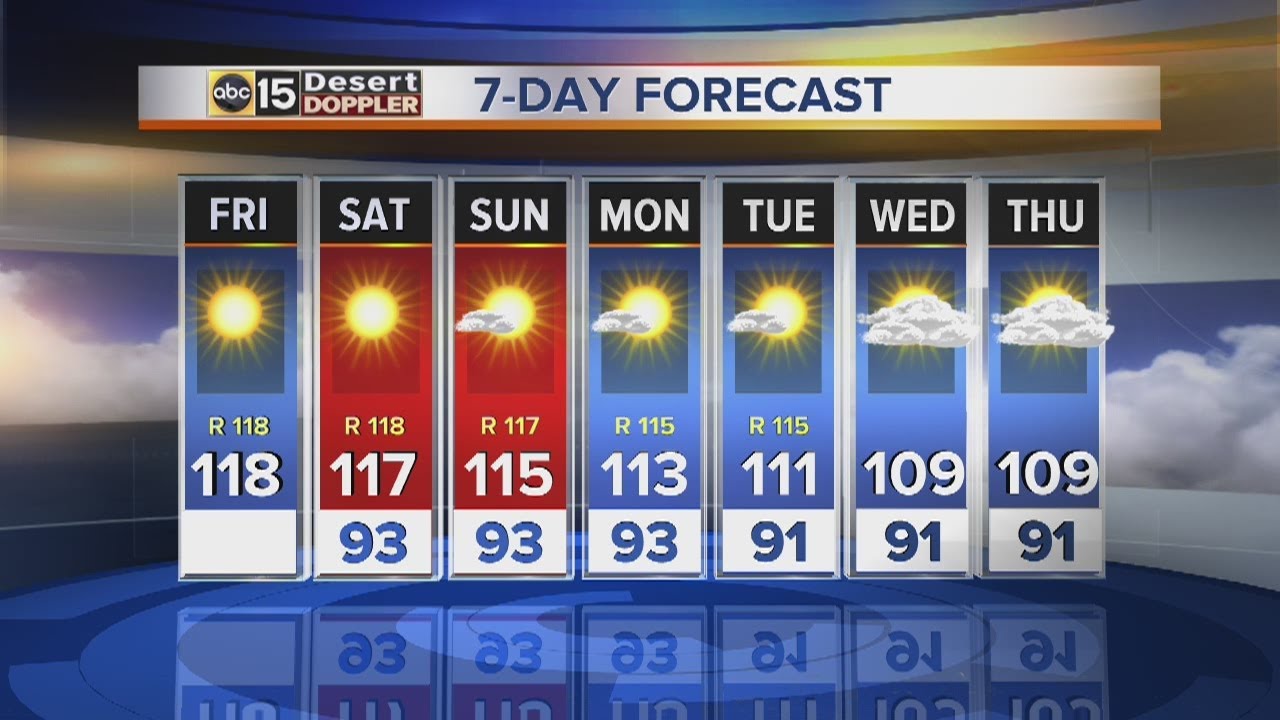 abc 15 Desert DOPPLER 7-DAY FORECAST
FRI SAT SUN MON TUE WED THU
R 118 R 118 R 117 R 115 R 115
118 117 115 113 111 109 109
93 93 93 91 91 91